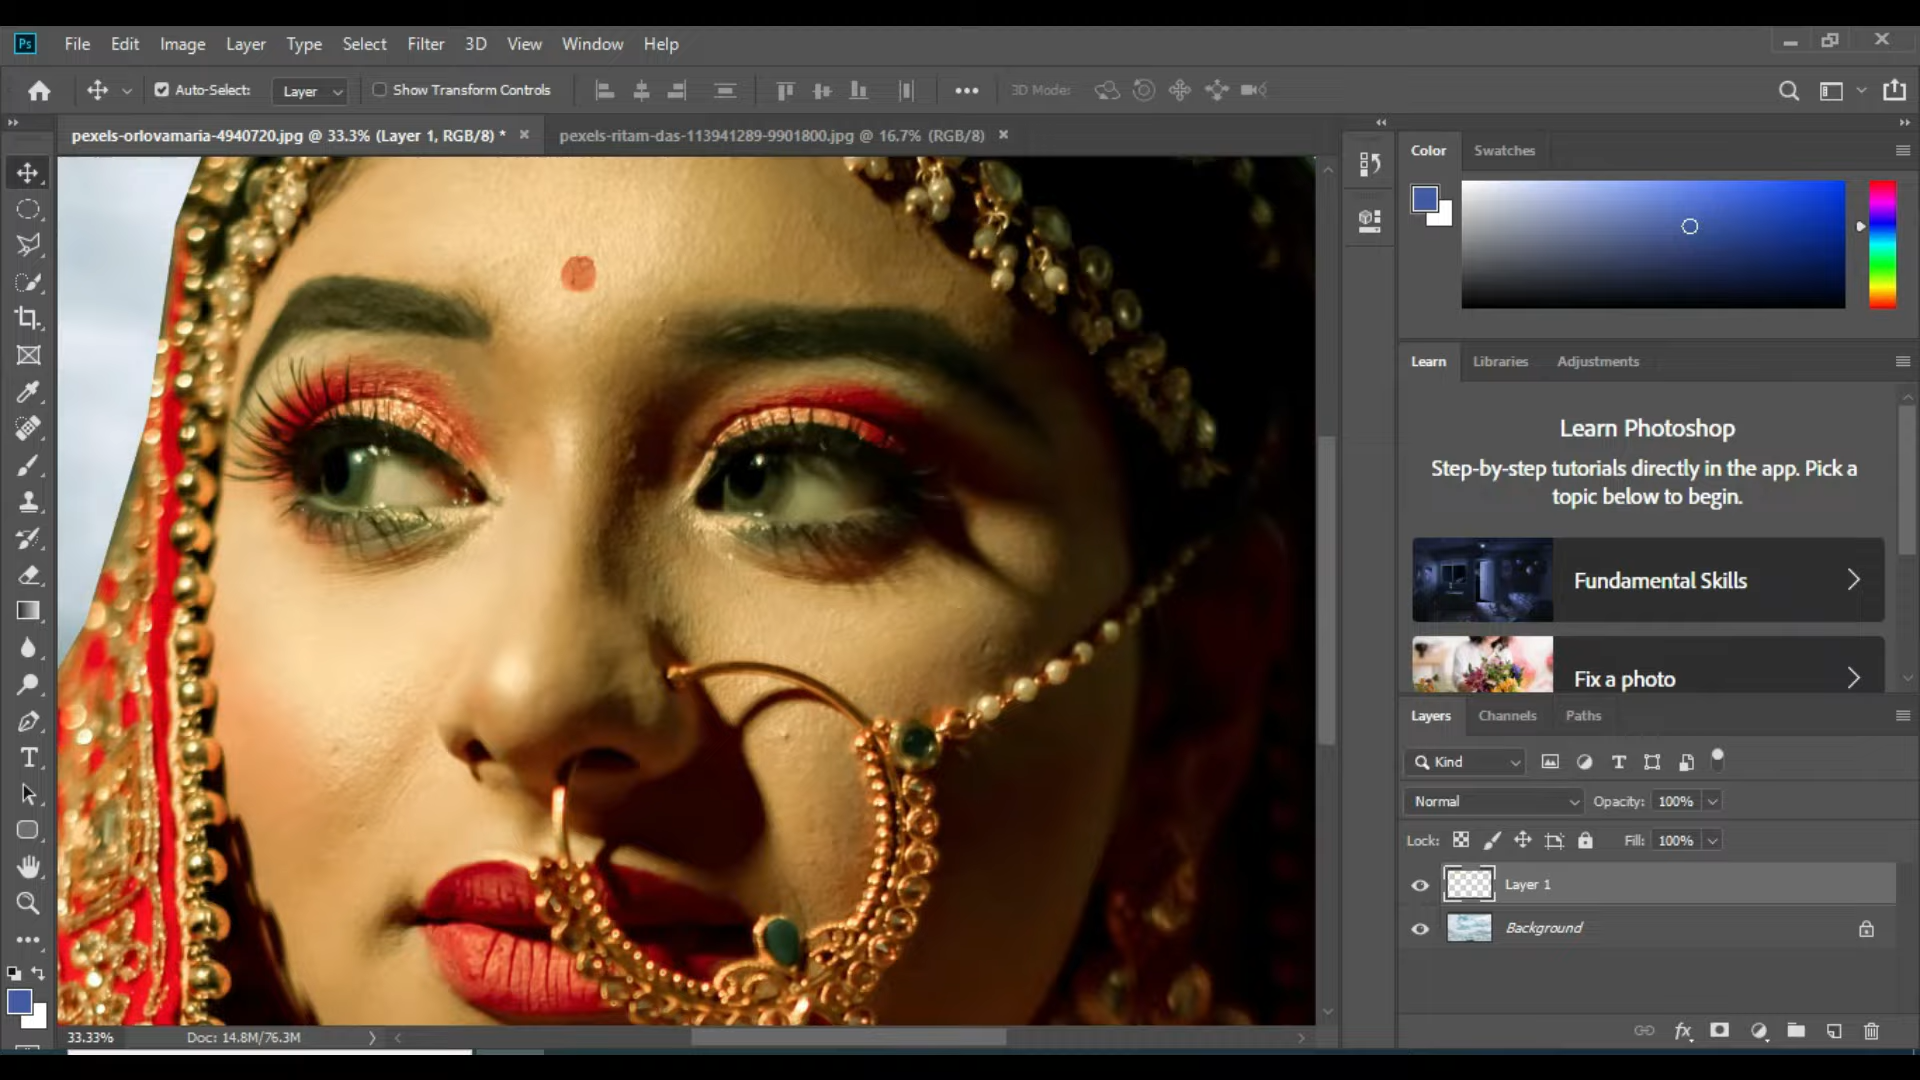 Ps File Edit Image Layer Type Select Filter 3D View Window Help
Auto-Select: Layer Show Transform Controls 3D Mode:
pexels-orlovamaria-4940720.jpg @ 33.3% (Layer 1, RGB/8) * pexels-ritam-das-113941289-9901800.jpg @ 16.7% (RGB/8)
Color Swatches
Learn Libraries Adjustments
Learn Photoshop
Step-by-step tutorials directly in the app. Pick a
topic below to begin.
Fundamental Skills
Fix a photo
Layers Channels Paths
Kind
Normal Opacity: 100%
Lock: Fill: 100%
Layer 1
Background
33.33% Doc: 14.8M/76.3M